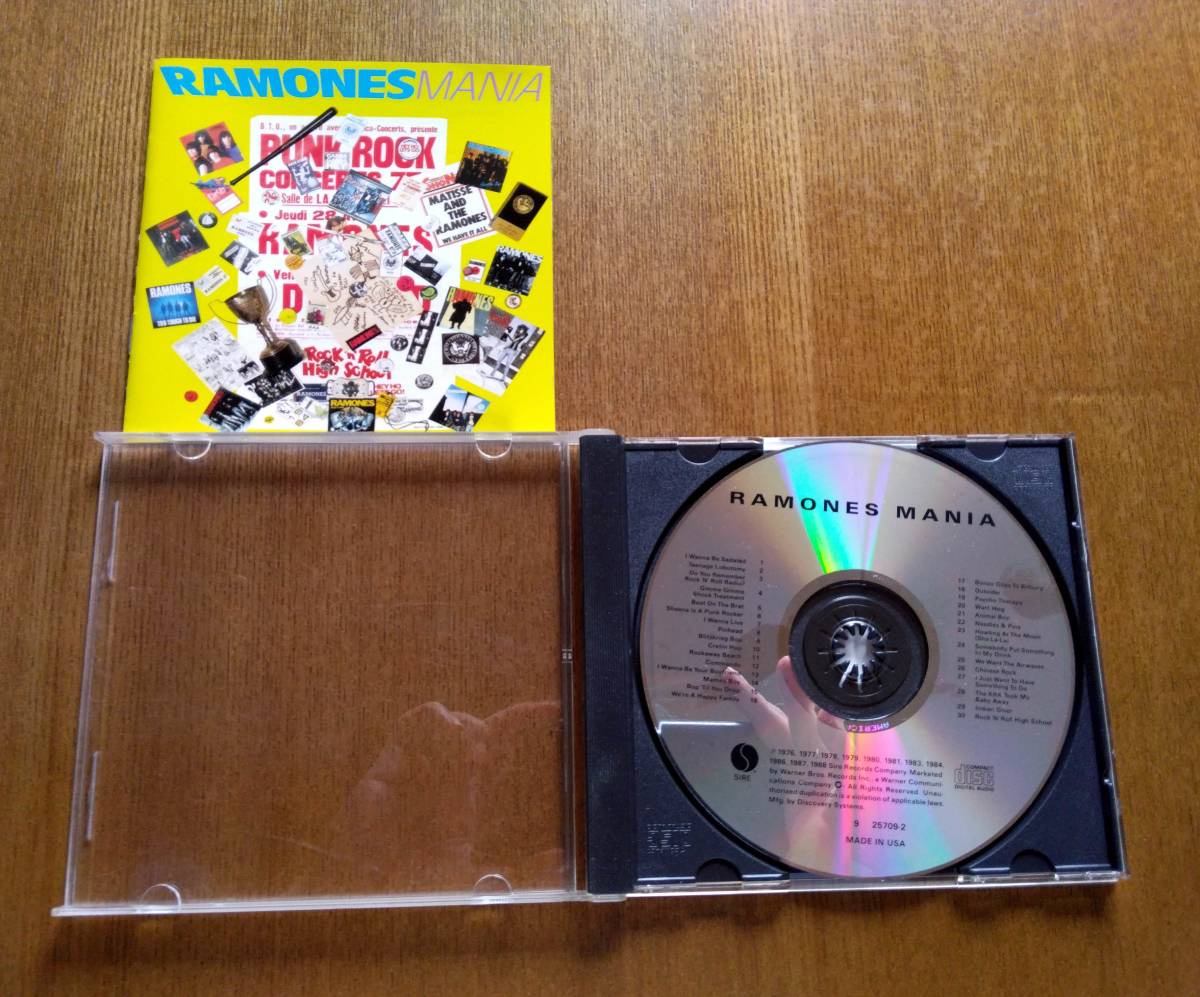 RAMONESMANIA
PUNK ROCK
Salle de LA
Jeudi 28
MATISSE
AND THE
RAMONES
WE HAVE IT ALL
RAMONES
RAMONES
TOO TOUGH TO DIE
RAMONES
Rock 'n' Roll
High School
HEY HO
RAMONES
RAMONES
RAMONES MANIA
I Wanna Be Sedated 1
Teenage Lobotomy 2
Do You Remember 3
Rock 'N' Roll Radio?
Gimme Gimme 4
Shock Treatment
Beat On The Brat 5
Sheena Is A Punk Rocker 6
I Wanna Live 7
Pinhead 8
Blitzkrieg Bop 9
Cretin Hop 10
Rockaway Beach 11
Commando 12
I Wanna Be Your Boyfriend 13
Mama's Boy 14
Bop 'Til You Drop 15
We're A Happy Family 16
17 Bonzo Goes To Bitburg
18 Outsider
19 Psycho Therapy
20 Wart Hog
21 Animal Boy
22 Needles & Pins
23 Howling At The Moon
(Sha-La-La)
24 Somebody Put Something
In My Drink
25 We Want The Airwaves
26 Chinese Rock
27 I Just Want To Have
Something To Do
28 The KKK Took My
Baby Away
29 Indian Giver
30 Rock 'N' Roll High School
AMERIC
SIRE
℗ 1976, 1977, 1978, 1979, 1980, 1981, 1983, 1984,
1986, 1987, 1988 Sire Records Company. Marketed
by Warner Bros. Records Inc., a Warner Communi-
cations Company. All Rights Reserved. Unau-
thorized duplication is a violation of applicable laws.
Mfg. by Discovery Systems.
COMPACT
disc
DIGITAL AUDIO
9 25709-2
MADE IN USA